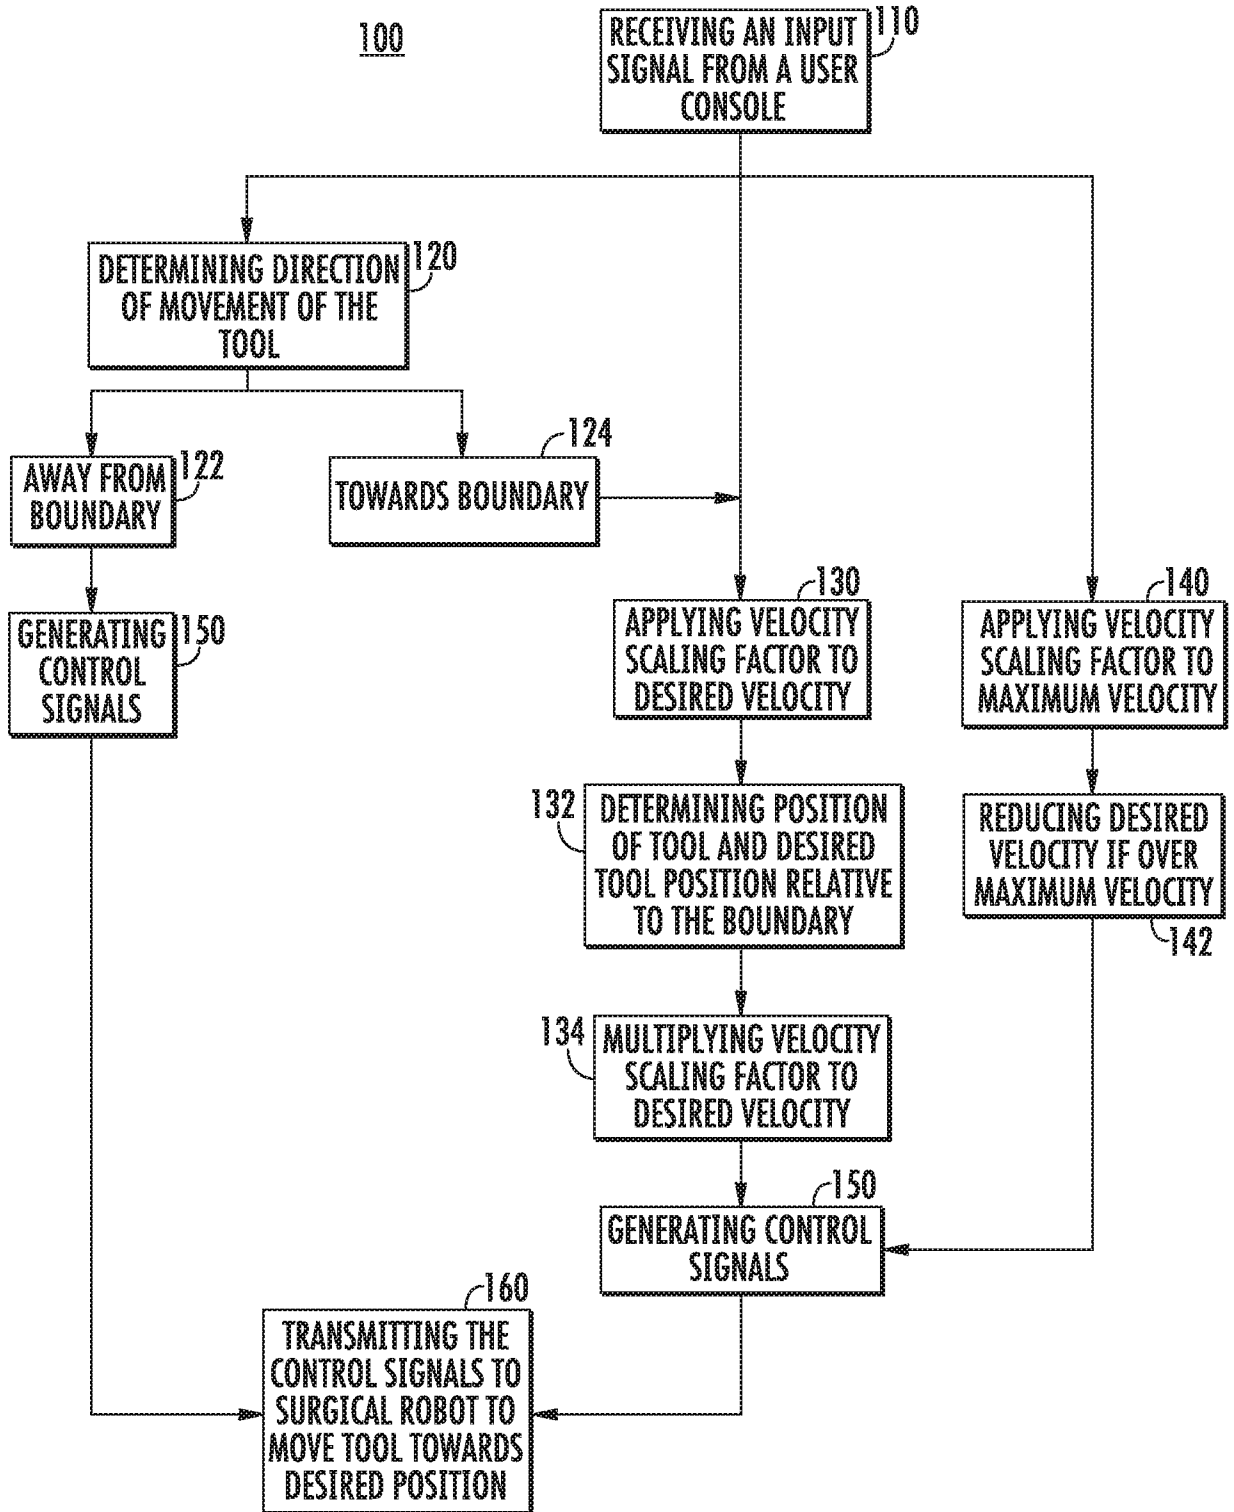 100
RECEIVING AN INPUT
SIGNAL FROM A USER
CONSOLE
110
DETERMINING DIRECTION
OF MOVEMENT OF THE
TOOL
120
AWAY FROM
BOUNDARY
122
TOWARDS BOUNDARY
124
GENERATING
CONTROL
SIGNALS
150
APPLYING VELOCITY
SCALING FACTOR TO
DESIRED VELOCITY
130
APPLYING VELOCITY
SCALING FACTOR TO
MAXIMUM VELOCITY
140
132
DETERMINING POSITION
OF TOOL AND DESIRED
TOOL POSITION RELATIVE
TO THE BOUNDARY
REDUCING DESIRED
VELOCITY IF OVER
MAXIMUM VELOCITY
142
134
MULTIPLYING VELOCITY
SCALING FACTOR TO
DESIRED VELOCITY
150
GENERATING CONTROL
SIGNALS
160
TRANSMITTING THE
CONTROL SIGNALS TO
SURGICAL ROBOT TO
MOVE TOOL TOWARDS
DESIRED POSITION